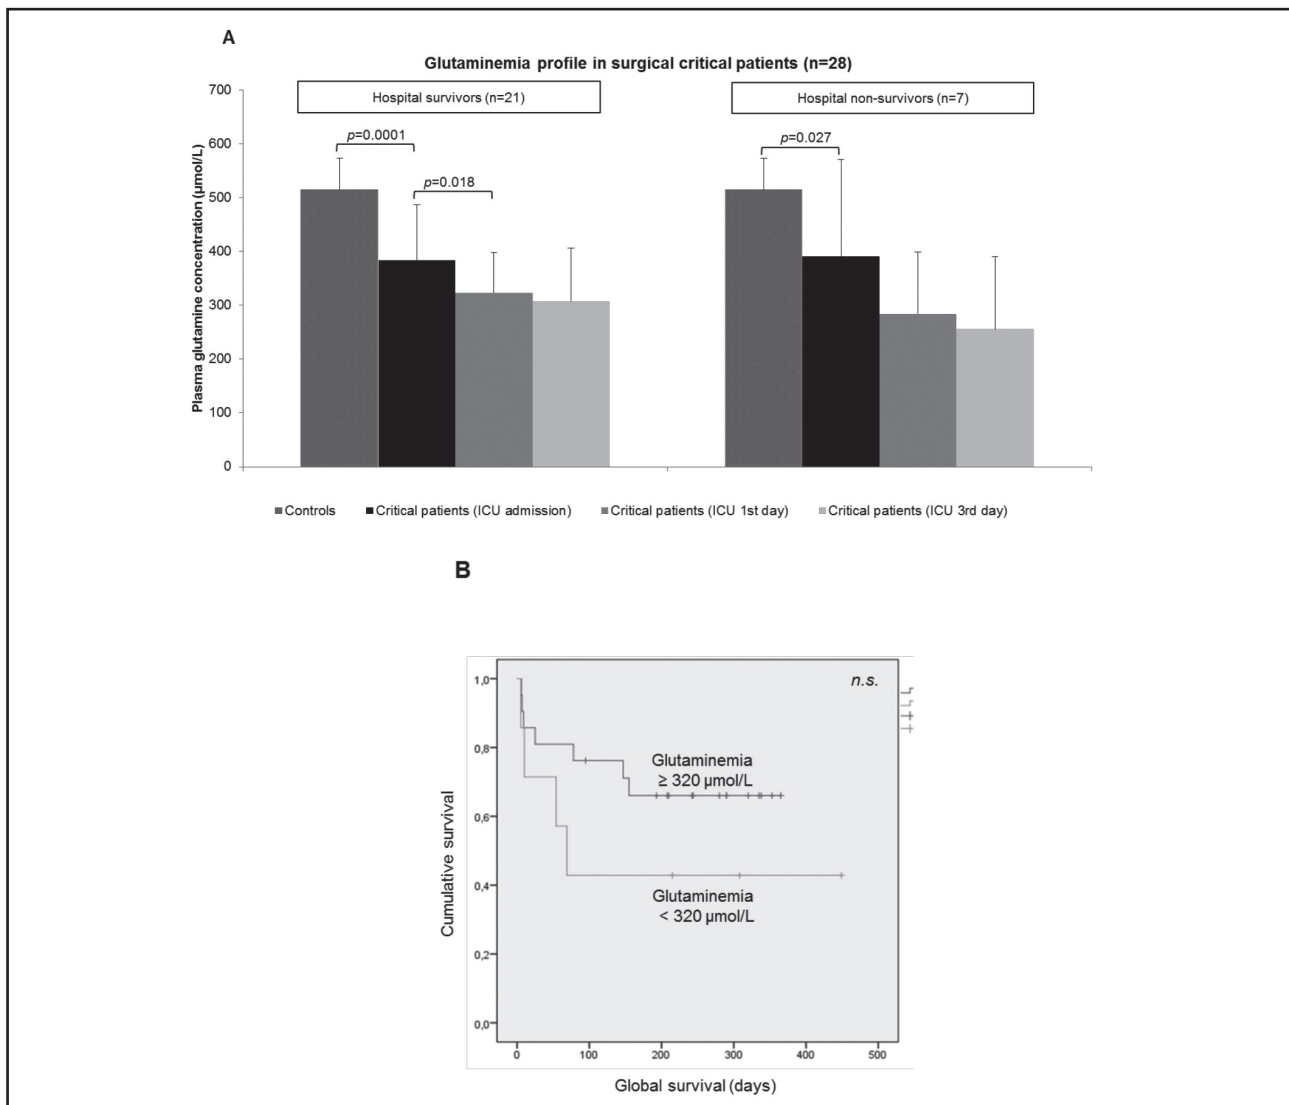 A
Glutaminemia profile in surgical critical patients (n=28)
Hospital survivors (n=21)
Hospital non-survivors (n=7)
Plasma glutamine concentration (µmol/L)
700
600
500
400
300
200
100
0
p=0.0001
p=0.018
p=0.027
Controls
Critical patients (ICU admission)
Critical patients (ICU 1st day)
Critical patients (ICU 3rd day)
B
n.s.
Cumulative survival
1,0
0,8
0,6
0,4
0,2
0,0
Glutaminemia
≥ 320 µmol/L
Glutaminemia
< 320 µmol/L
0
100
200
300
400
500
Global survival (days)